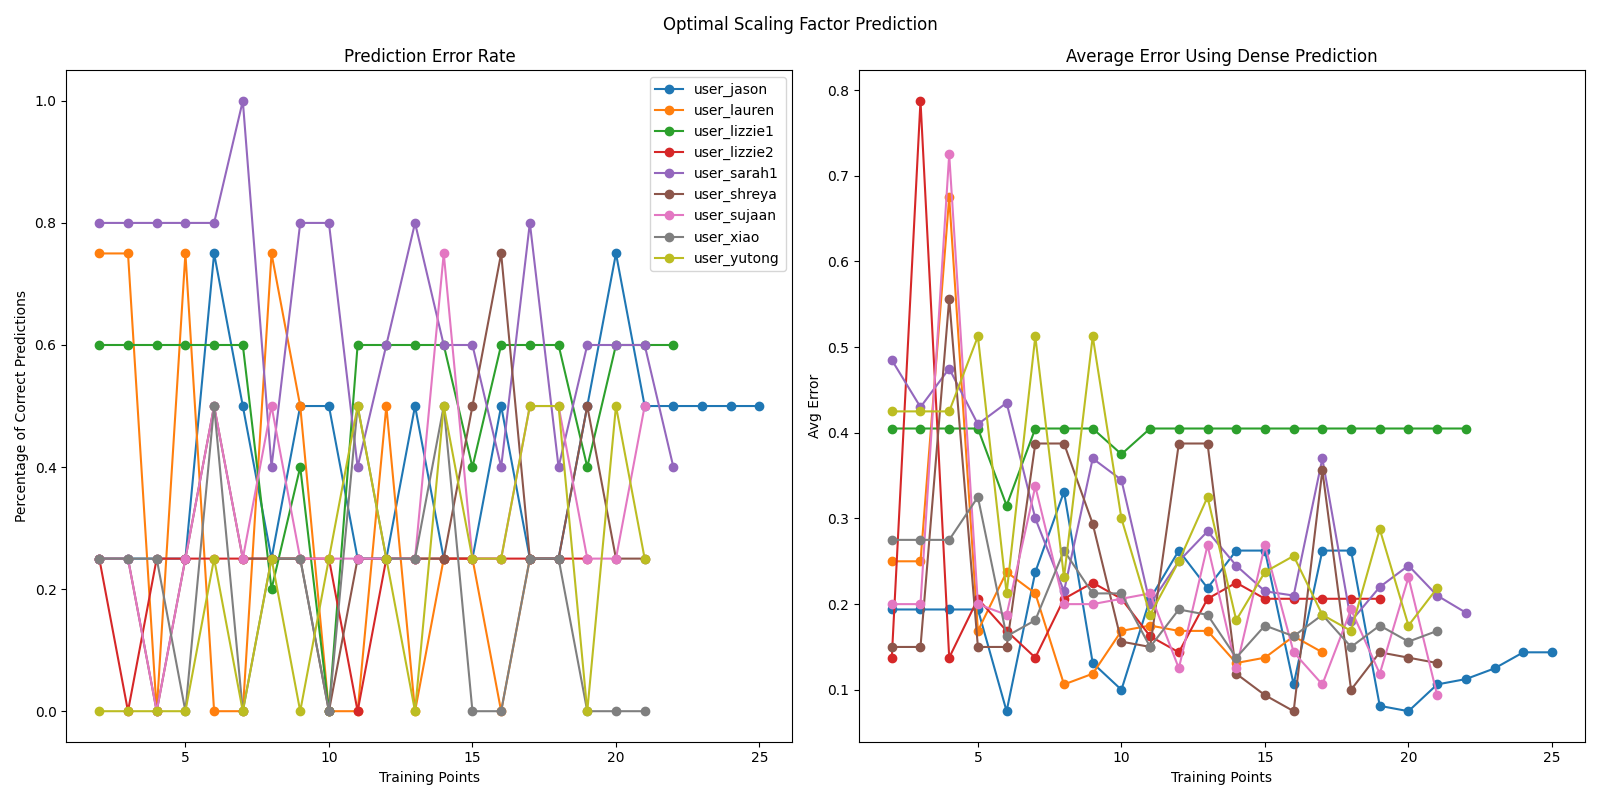 Optimal Scaling Factor Prediction
Prediction Error Rate
Percentage of Correct Predictions
1.0
0.8
0.6
0.4
0.2
0.0
5
10
15
20
25
Training Points
user_jason
user_lauren
user_lizzie1
user_lizzie2
user_sarah1
user_shreya
user_sujaan
user_xiao
user_yutong
Average Error Using Dense Prediction
Avg Error
0.8
0.7
0.6
0.5
0.4
0.3
0.2
0.1
5
10
15
20
25
Training Points